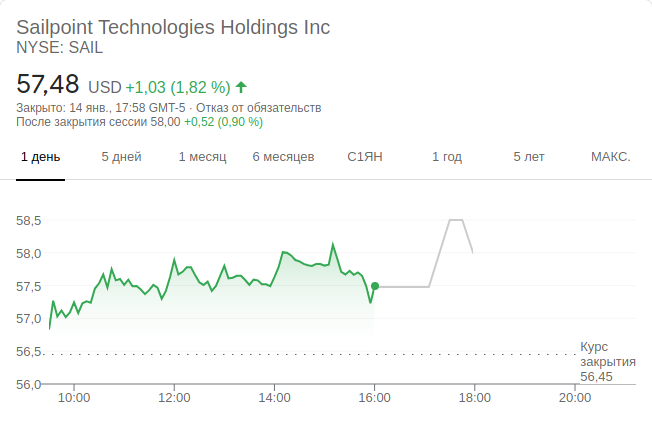 Sailpoint Technologies Holdings Inc
NYSE: SAIL
57,48 USD +1,03 (1,82 %)
Закрыто: 14 янв., 17:58 GMT-5 · Отказ от обязательств
После закрытия сессии 58,00 +0,52 (0,90 %)
1 день 5 дней 1 месяц 6 месяцев С1ЯН 1 год 5 лет МАКС.
58,5
58,0
57,5
57,0
56,5
Курс
закрытия
56,45
56,0
10:00 12:00 14:00 16:00 18:00 20:00